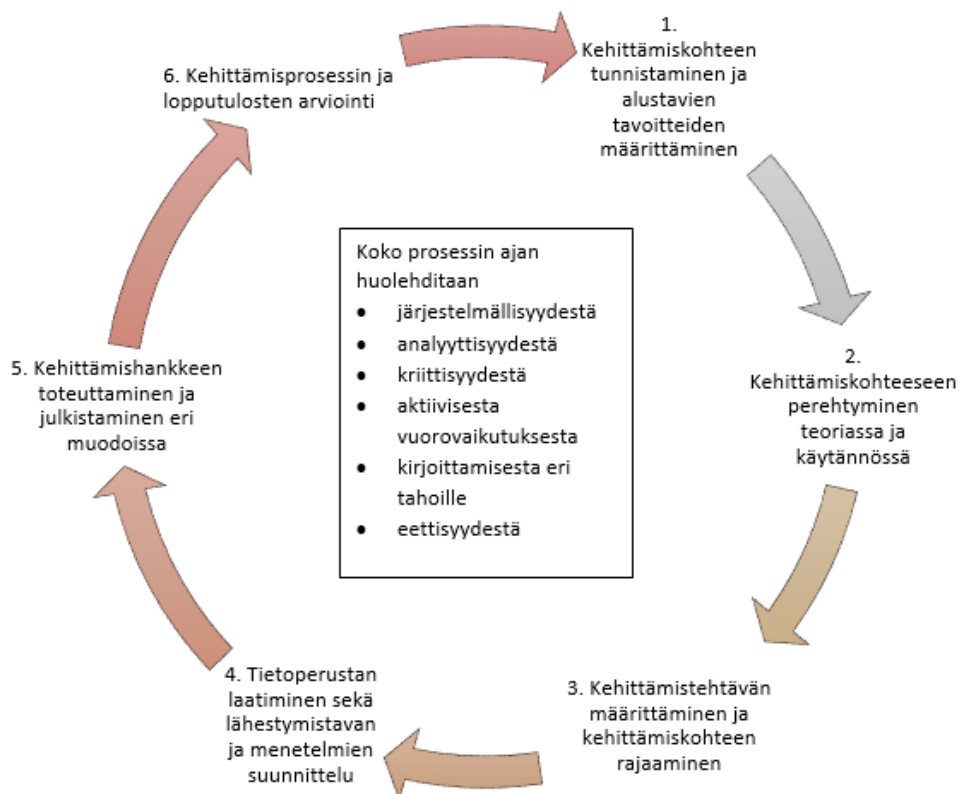 1.
Kehittämiskohteen
tunnistaminen ja
alustavien
tavoitteiden
määrittäminen
2.
Kehittämiskohteeseen
perehtyminen
teoriassa ja
käytännössä
3. Kehittämistehtävän
määrittäminen ja
kehittämiskohteen
rajaaminen
4. Tietoperustan
laatiminen sekä
lähestymistavan
ja menetelmien
suunnittelu
5. Kehittämishankkeen
toteuttaminen ja
julkistaminen eri
muodoissa
6. Kehittämisprosessin ja
lopputulosten arviointi
Koko prosessin ajan
huolehditaan
• järjestelmällisyydestä
• analyyttisyydestä
• kriittisyydestä
• aktiivisesta
vuorovaikutuksesta
• kirjoittamisesta eri
tahoille
• eettisyydestä